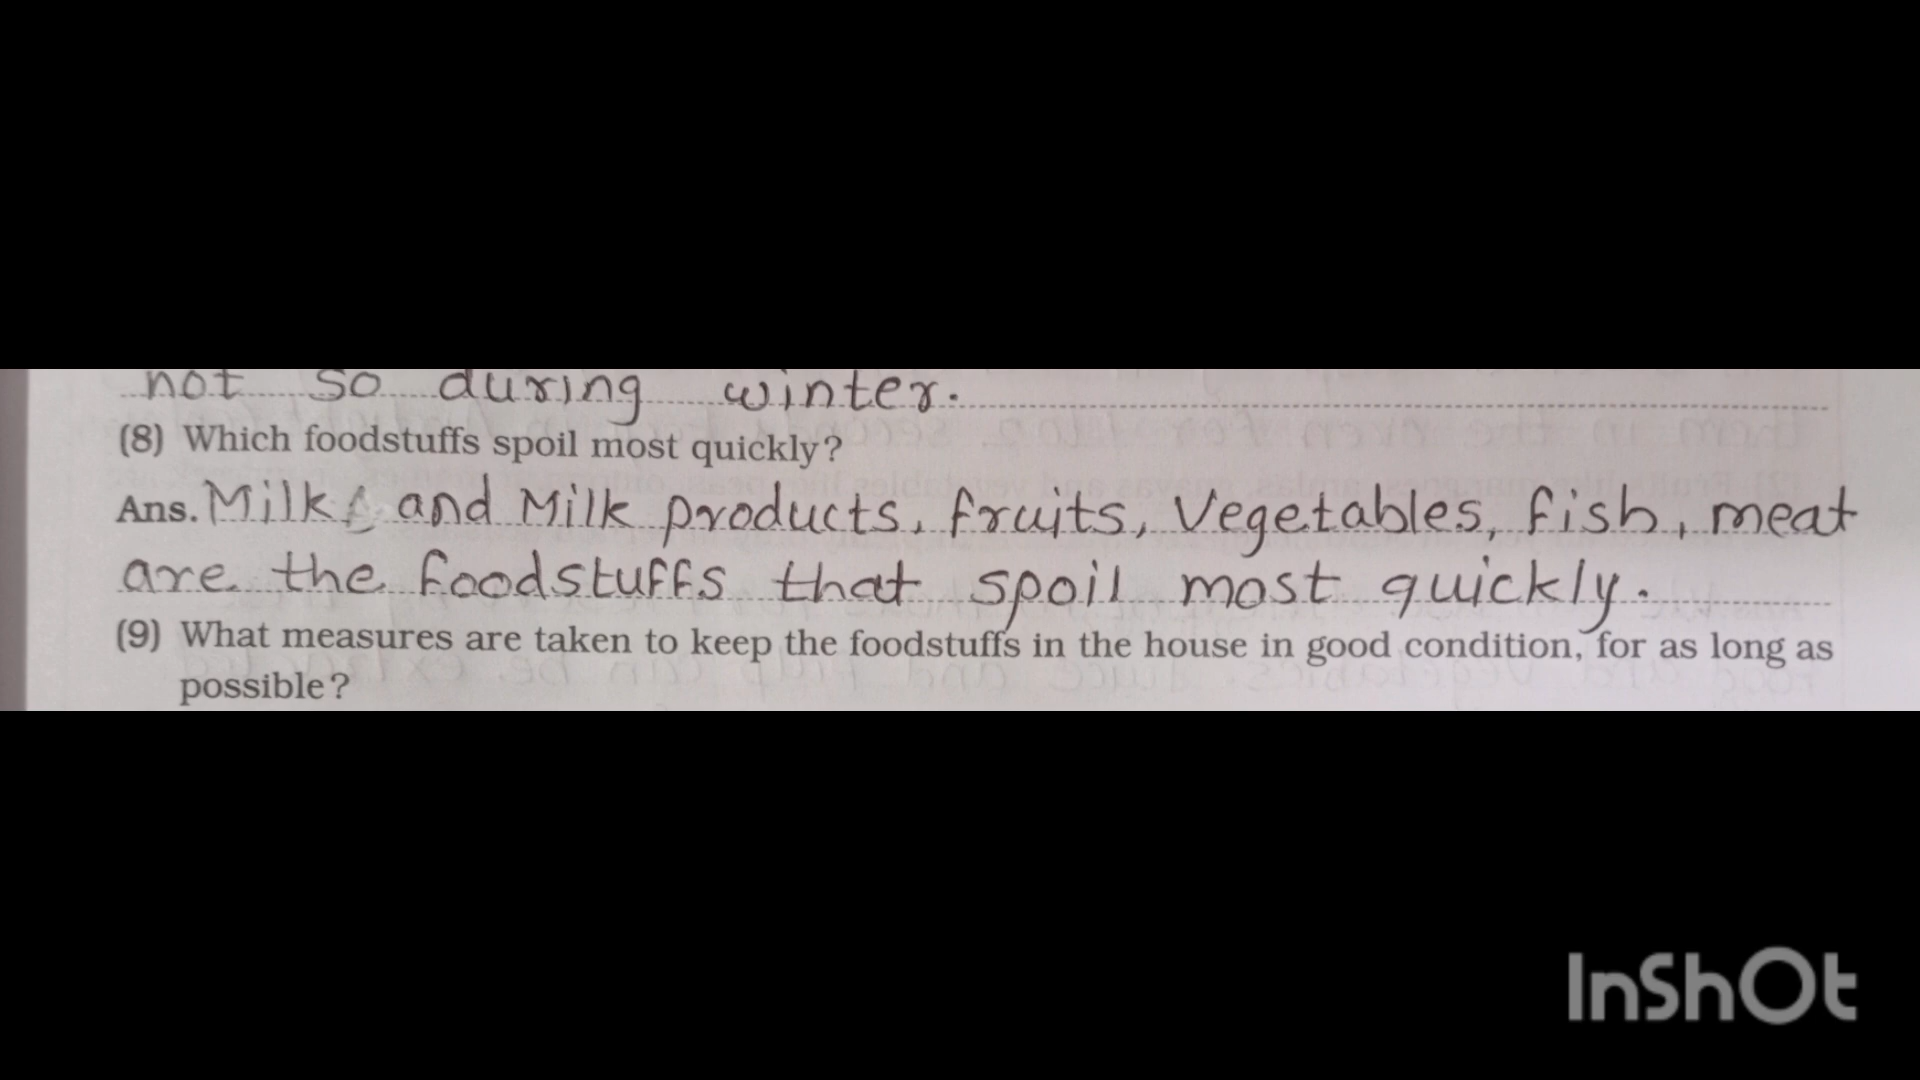 not so during winter.
(8) Which foodstuffs spoil most quickly?
Ans. Milk and Milk products, fruits, Vegetables, fish, meat
are the foodstuffs that spoil most quickly.
(9) What measures are taken to keep the foodstuffs in the house in good condition, for as long as
possible?
InShOt